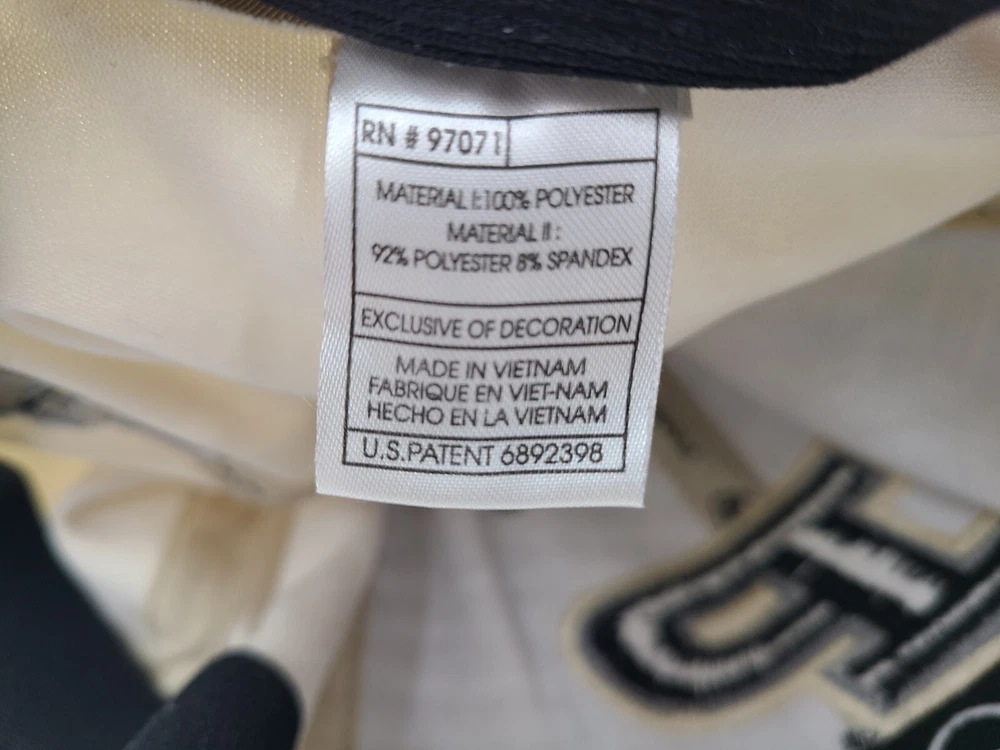 RN # 97071
MATERIAL I:100% POLYESTER
MATERIAL II :
92% POLYESTER 8% SPANDEX
EXCLUSIVE OF DECORATION
MADE IN VIETNAM
FABRIQUE EN VIET-NAM
HECHO EN LA VIETNAM
U.S.PATENT 6892398